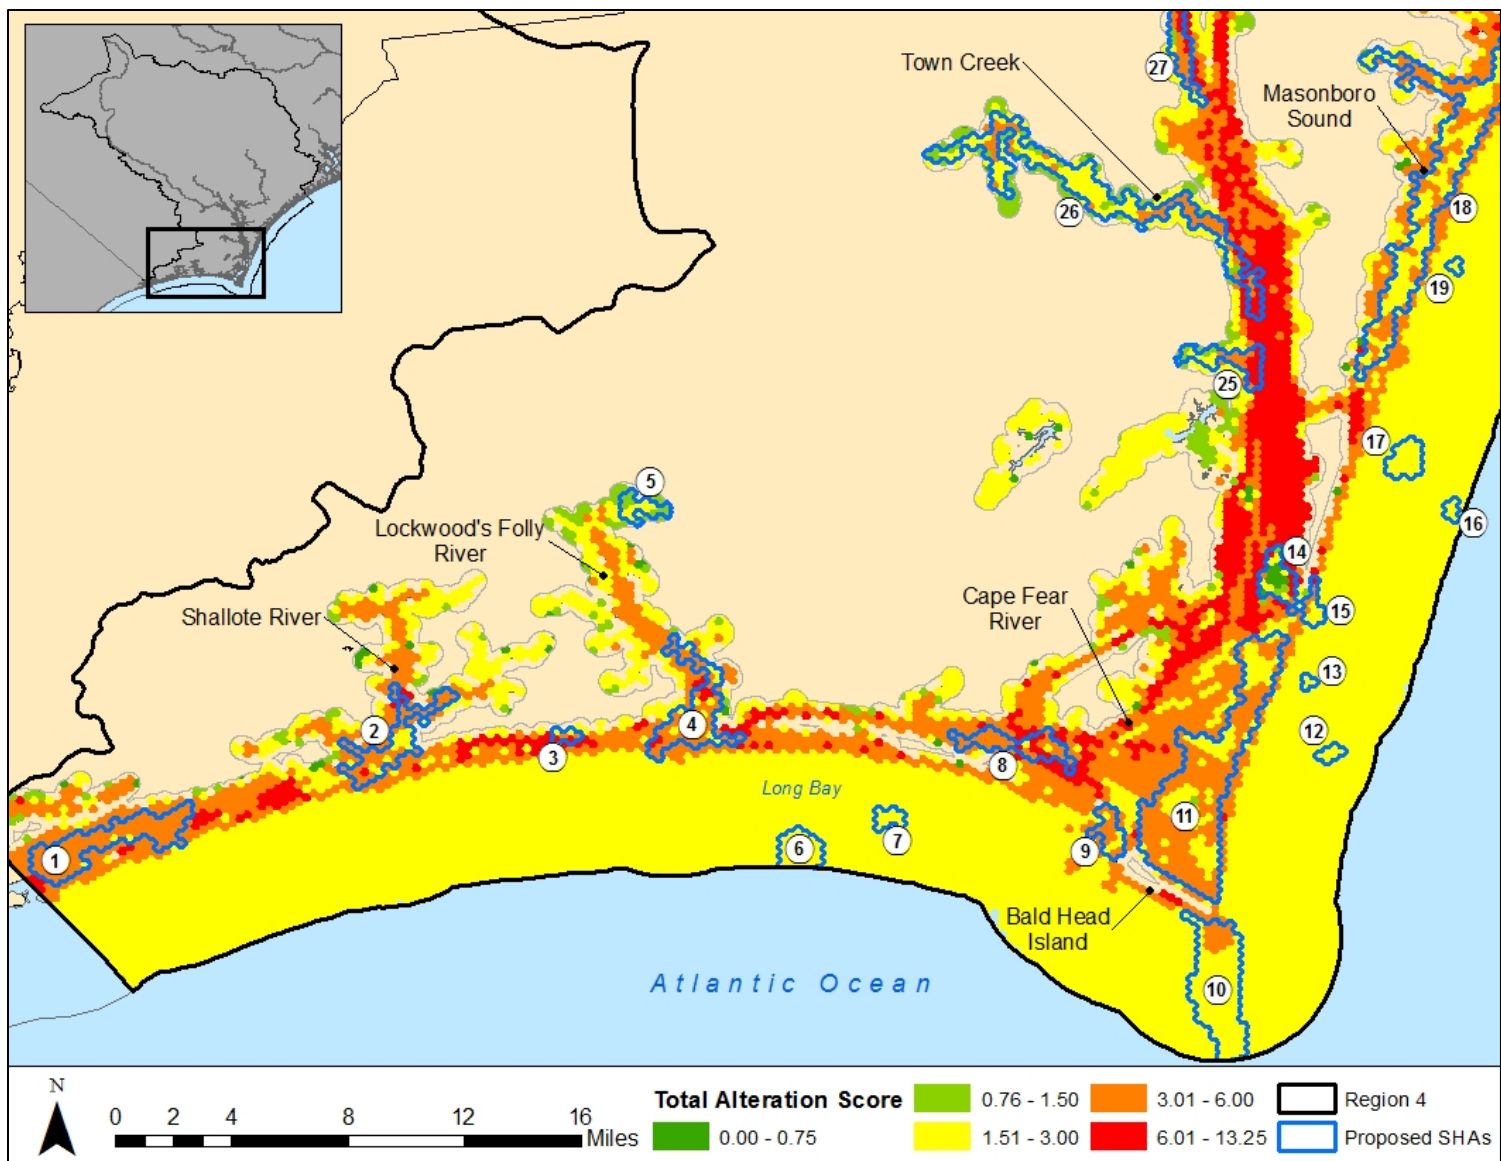 27
Town Creek
Masonboro
Sound
26
18
19
25
17
5
16
Lockwood's Folly
River
14
Cape Fear
River
15
Shallote River
13
2
4
12
3
8
Long Bay
11
6
7
9
1
Bald Head
Island
Atlantic Ocean
10
N
0 2 4 8 12 16
Miles
Total Alteration Score
0.00 - 0.75
0.76 - 1.50
1.51 - 3.00
3.01 - 6.00
6.01 - 13.25
Region 4
Proposed SHAs